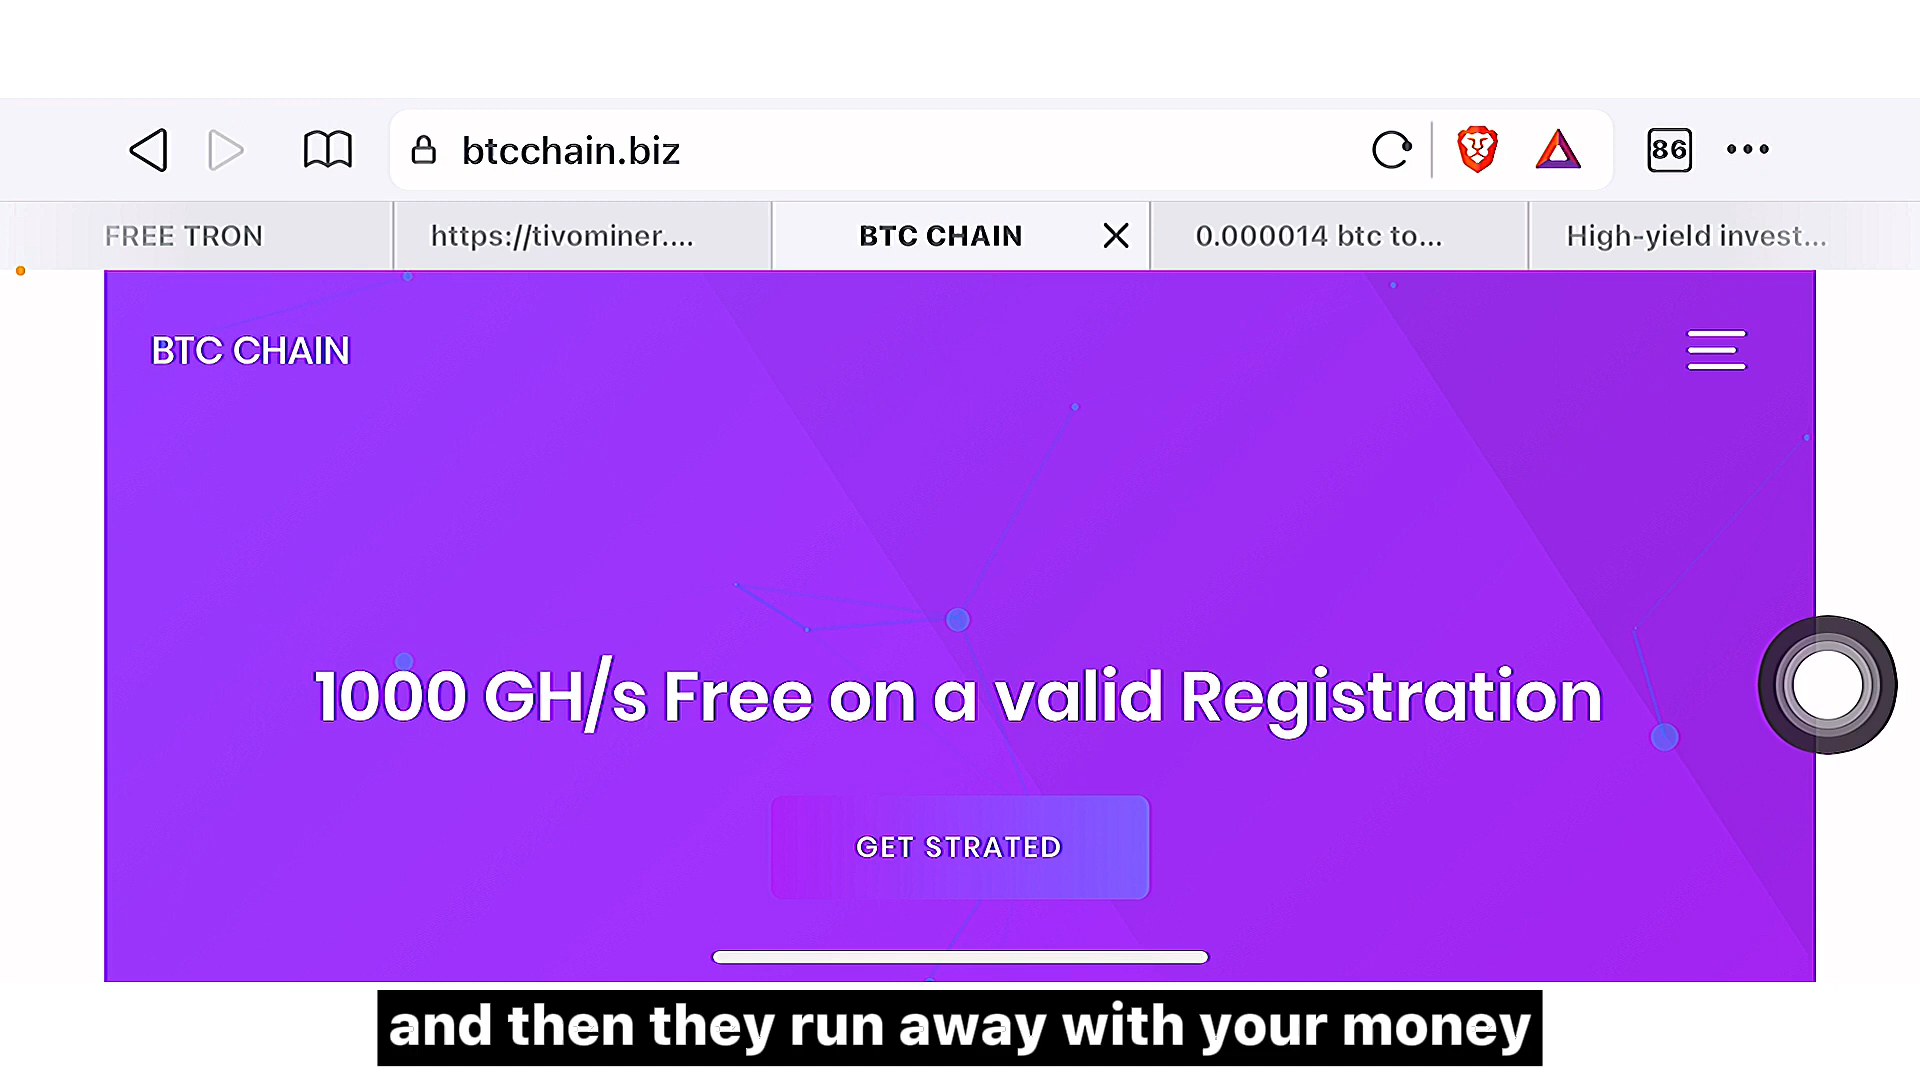 btcchain.biz
86
FREE TRON
https://tivominer....
BTC CHAIN
0.000014 btc to...
High-yield invest...
BTC CHAIN
1000 GH/s Free on a valid Registration
GET STRATED
and then they run away with your money